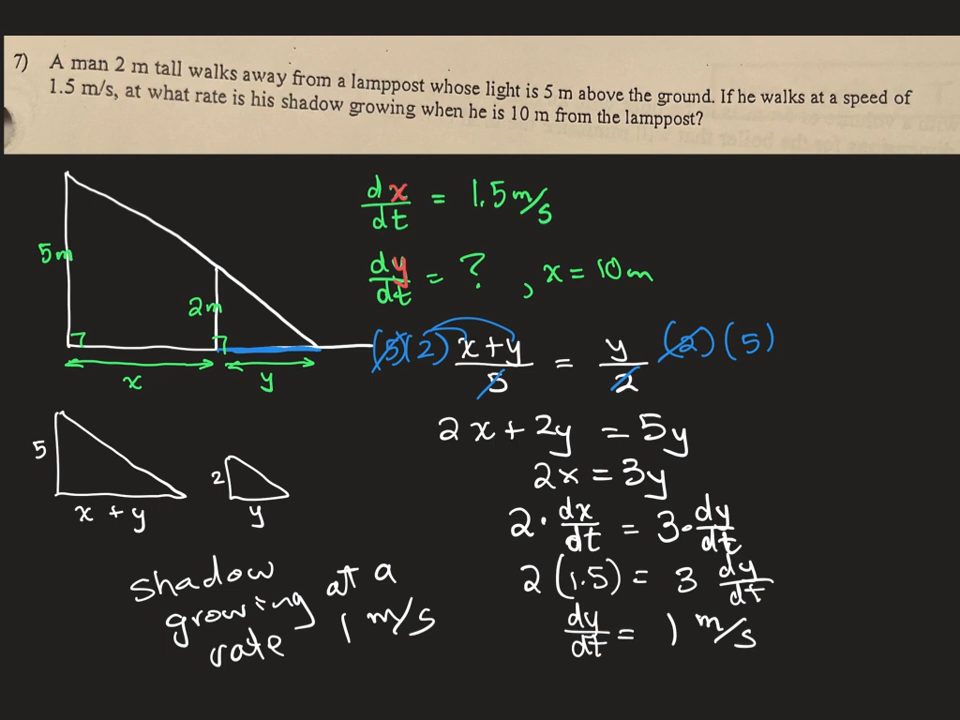 7) A man 2 m tall walks away from a lamppost whose light is 5 m above the ground. If he walks at a speed of
1.5 m/s, at what rate is his shadow growing when he is 10 m from the lamppost?
dx/dt = 1.5 m/s
5m
dy/dt = ? , x = 10m
2m
x y
(5)(2) x+y/5 = y/2 (2)(5)
2x + 2y = 5y
5
2
2x = 3y
x + y y
2 · dx/dt = 3 · dy/dt
2 (1.5) = 3 dy/dt
dy/dt = 1 m/s
shadow
growing at a
rate 1 m/s